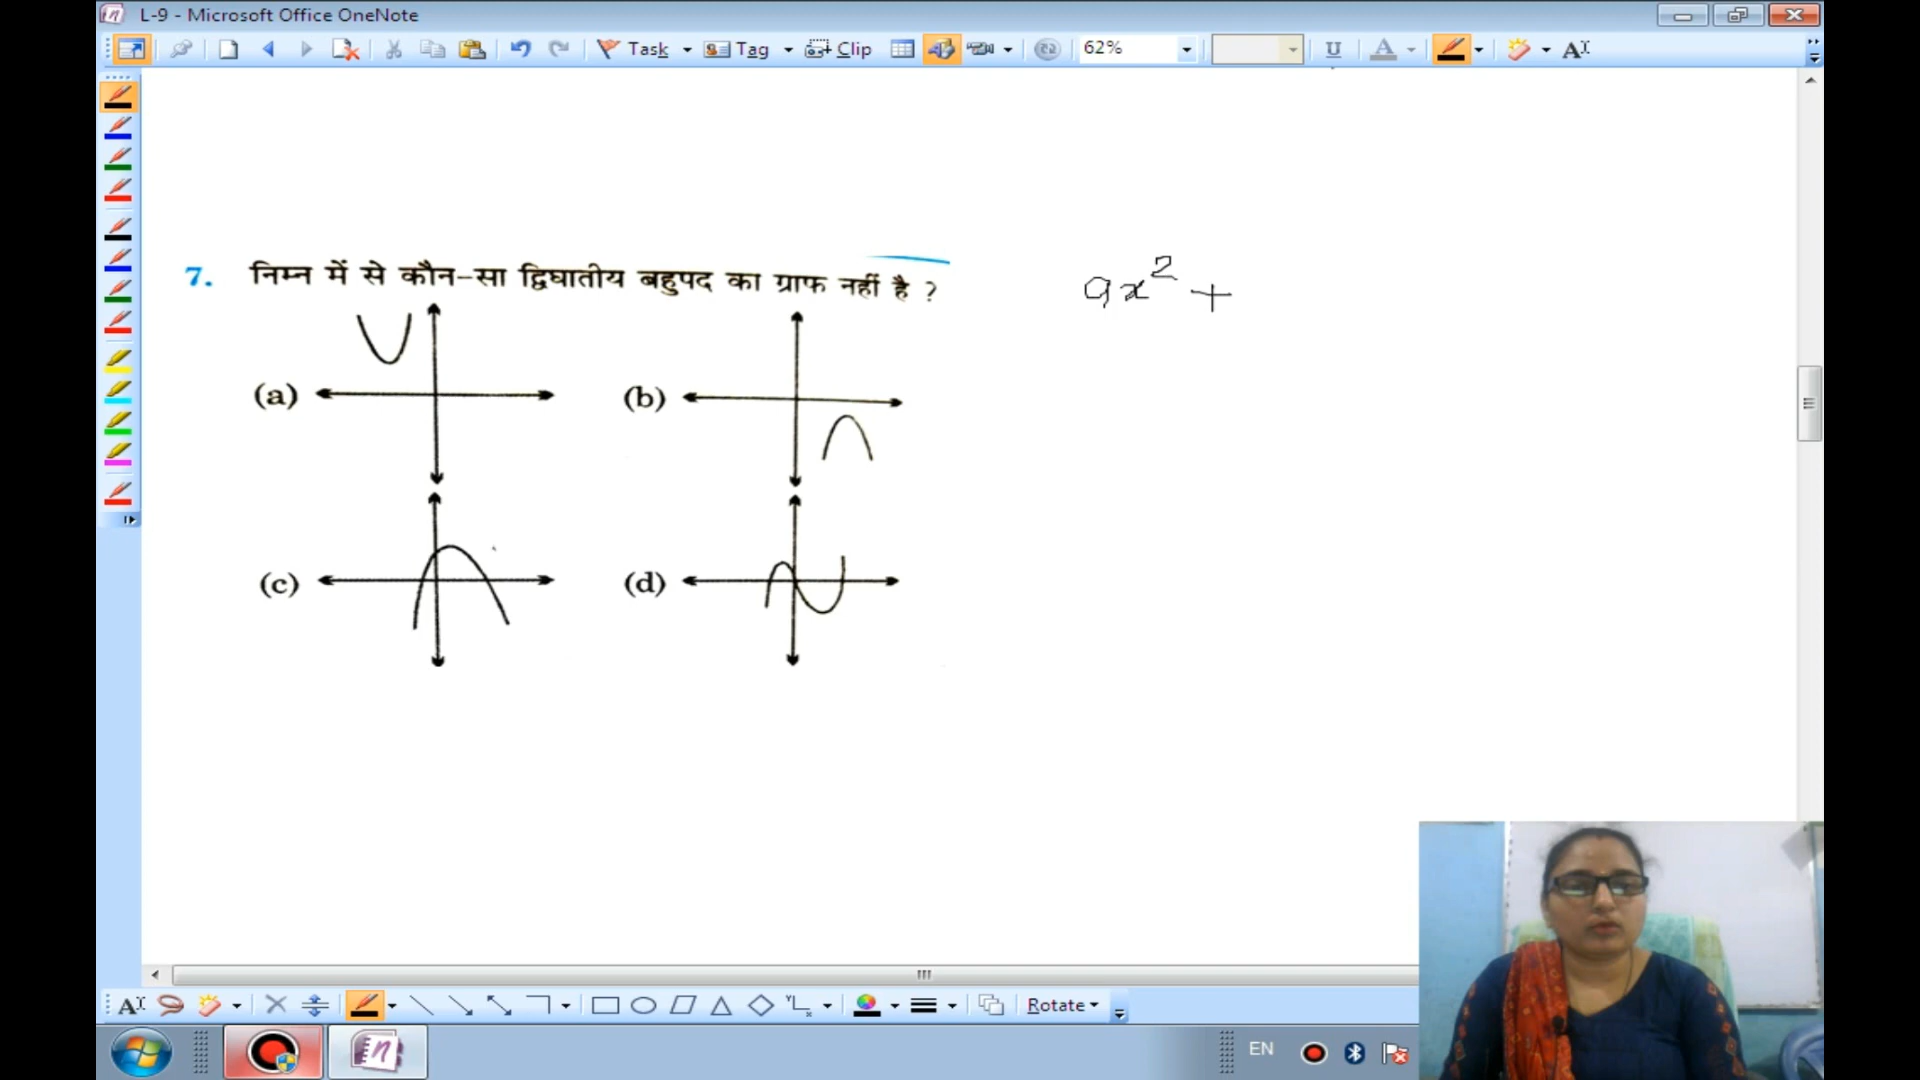 L-9 - Microsoft Office OneNote
Task Tag Clip 62% U A A
7. निम्न में से कौन-सा द्विघातीय बहुपद का ग्राफ नहीं है ?
ax² +
(a) (b)
(c) (d)
A Rotate
EN